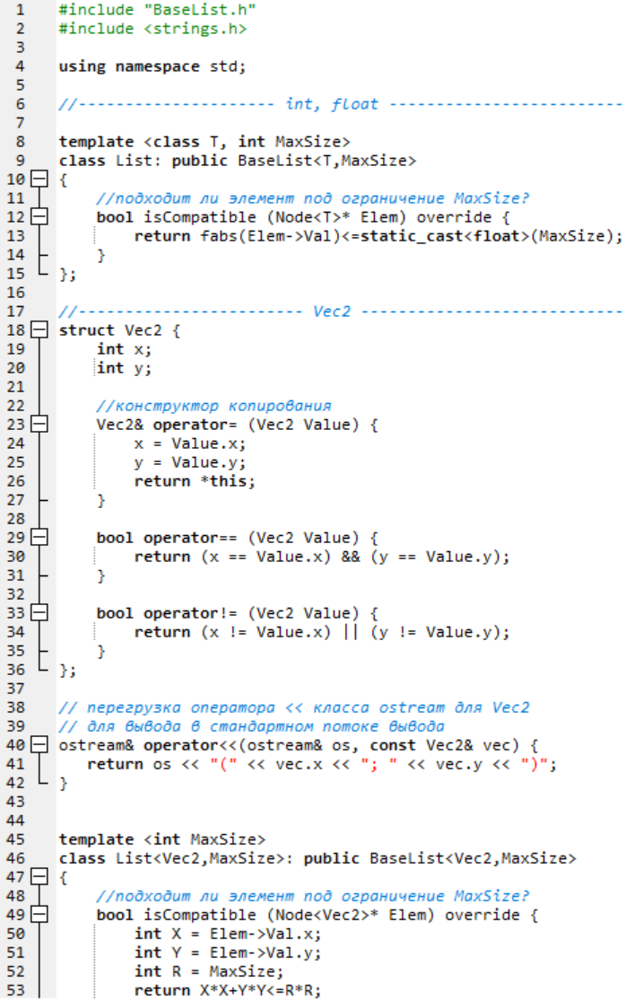 1 #include "BaseList.h"
2 #include <strings.h>
3
4 using namespace std;
5
6 //--------------------- int, float -------------------------
7
8 template <class T, int MaxSize>
9 class List: public BaseList<T,MaxSize>
10 {
11 //подходит ли элемент под ограничение MaxSize?
12 bool isCompatible (Node<T>* Elem) override {
13 return fabs(Elem->Val)<=static_cast<float>(MaxSize);
14 }
15 };
16
17 //------------------------ Vec2 ----------------------------
18 struct Vec2 {
19 int x;
20 int y;
21
22 //конструктор копирования
23 Vec2& operator= (Vec2 Value) {
24 x = Value.x;
25 y = Value.y;
26 return *this;
27 }
28
29 bool operator== (Vec2 Value) {
30 return (x == Value.x) && (y == Value.y);
31 }
32
33 bool operator!= (Vec2 Value) {
34 return (x != Value.x) || (y != Value.y);
35 }
36 };
37
38 // перегрузка оператора << класса ostream для Vec2
39 // для вывода в стандартном потоке вывода
40 ostream& operator<<(ostream& os, const Vec2& vec) {
41 return os << "(" << vec.x << "; " << vec.y << ")";
42 }
43
44
45 template <int MaxSize>
46 class List<Vec2,MaxSize>: public BaseList<Vec2,MaxSize>
47 {
48 //подходит ли элемент под ограничение MaxSize?
49 bool isCompatible (Node<Vec2>* Elem) override {
50 int X = Elem->Val.x;
51 int Y = Elem->Val.y;
52 int R = MaxSize;
53 return X*X+Y*Y<=R*R;